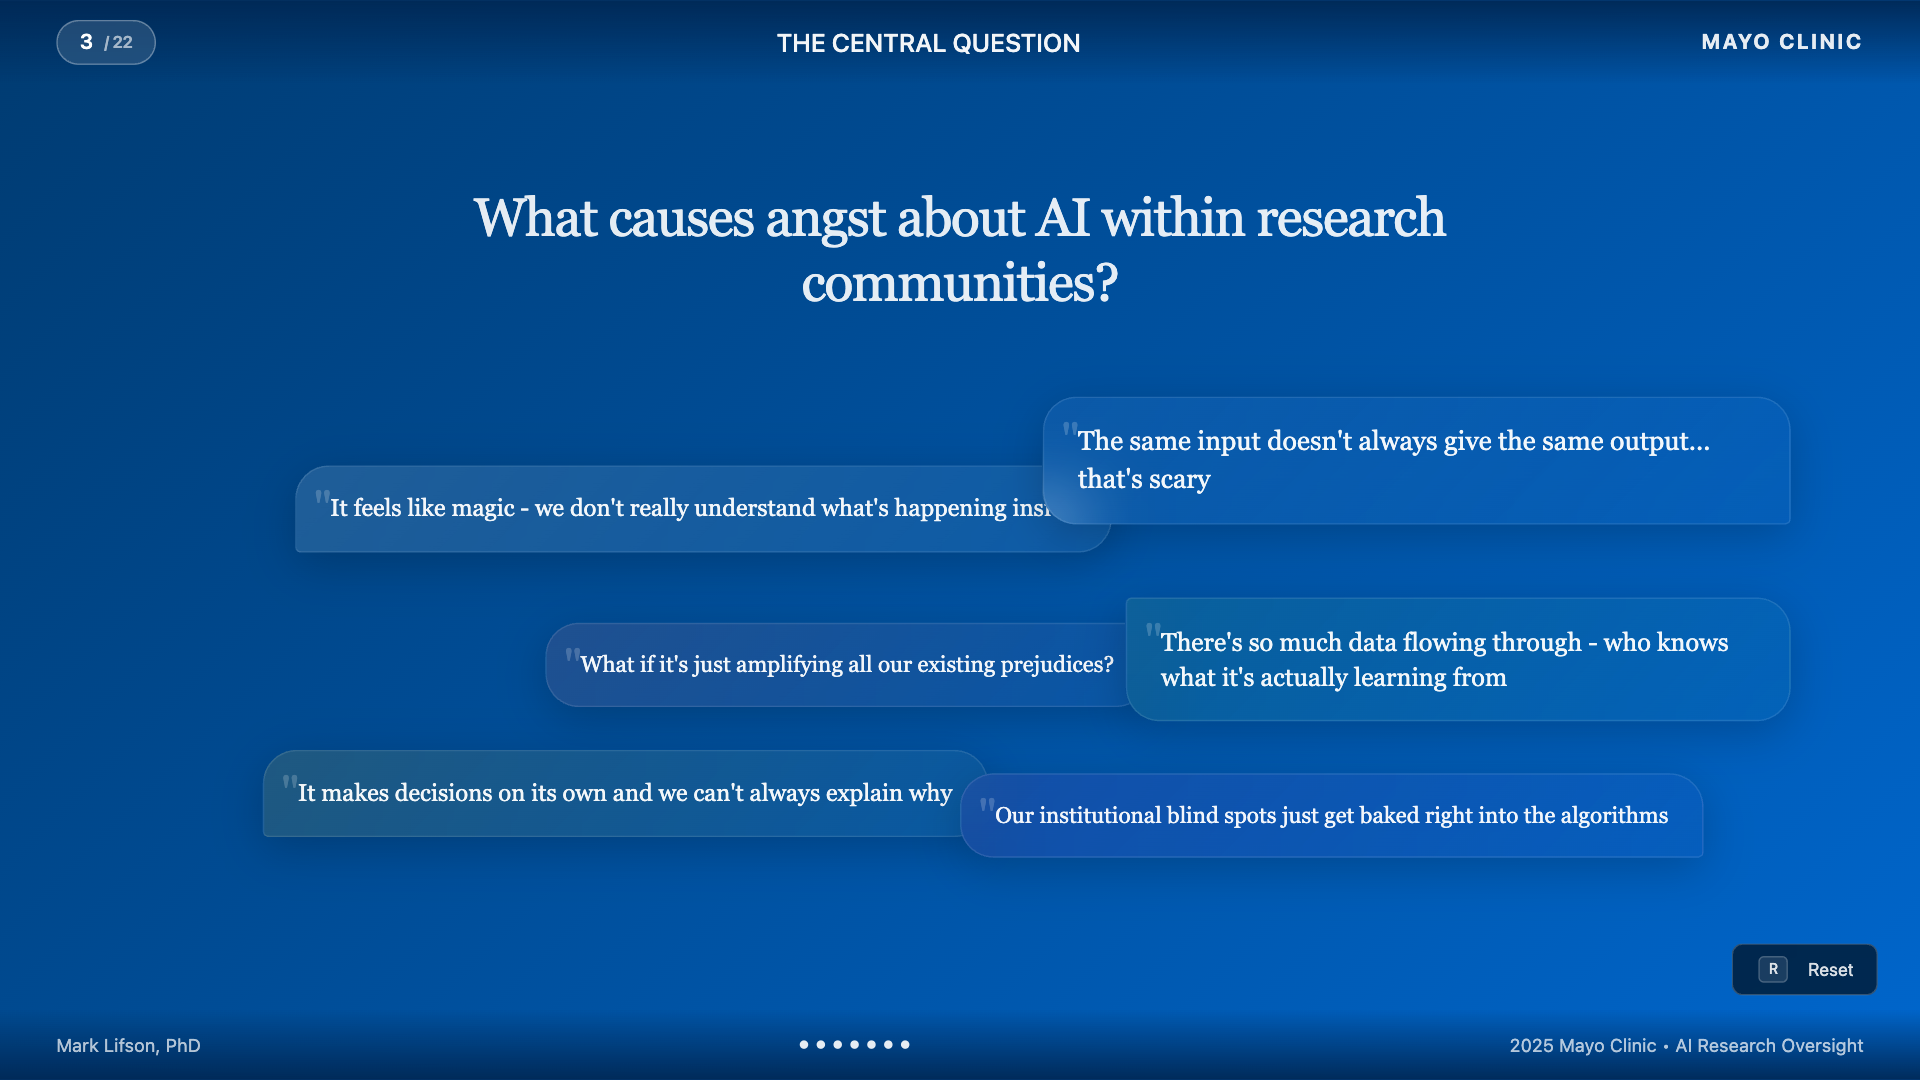 3 /22
THE CENTRAL QUESTION
MAYO CLINIC
What causes angst about AI within research
communities?
"The same input doesn't always give the same output...
that's scary
"It feels like magic - we don't really understand what's happening
"What if it's just amplifying all our existing prejudices?
"There's so much data flowing through - who knows
what it's actually learning from
"It makes decisions on its own and we can't always explain why
"Our institutional blind spots just get baked right into the algorithms
R Reset
Mark Lifson, PhD
2025 Mayo Clinic • AI Research Oversight